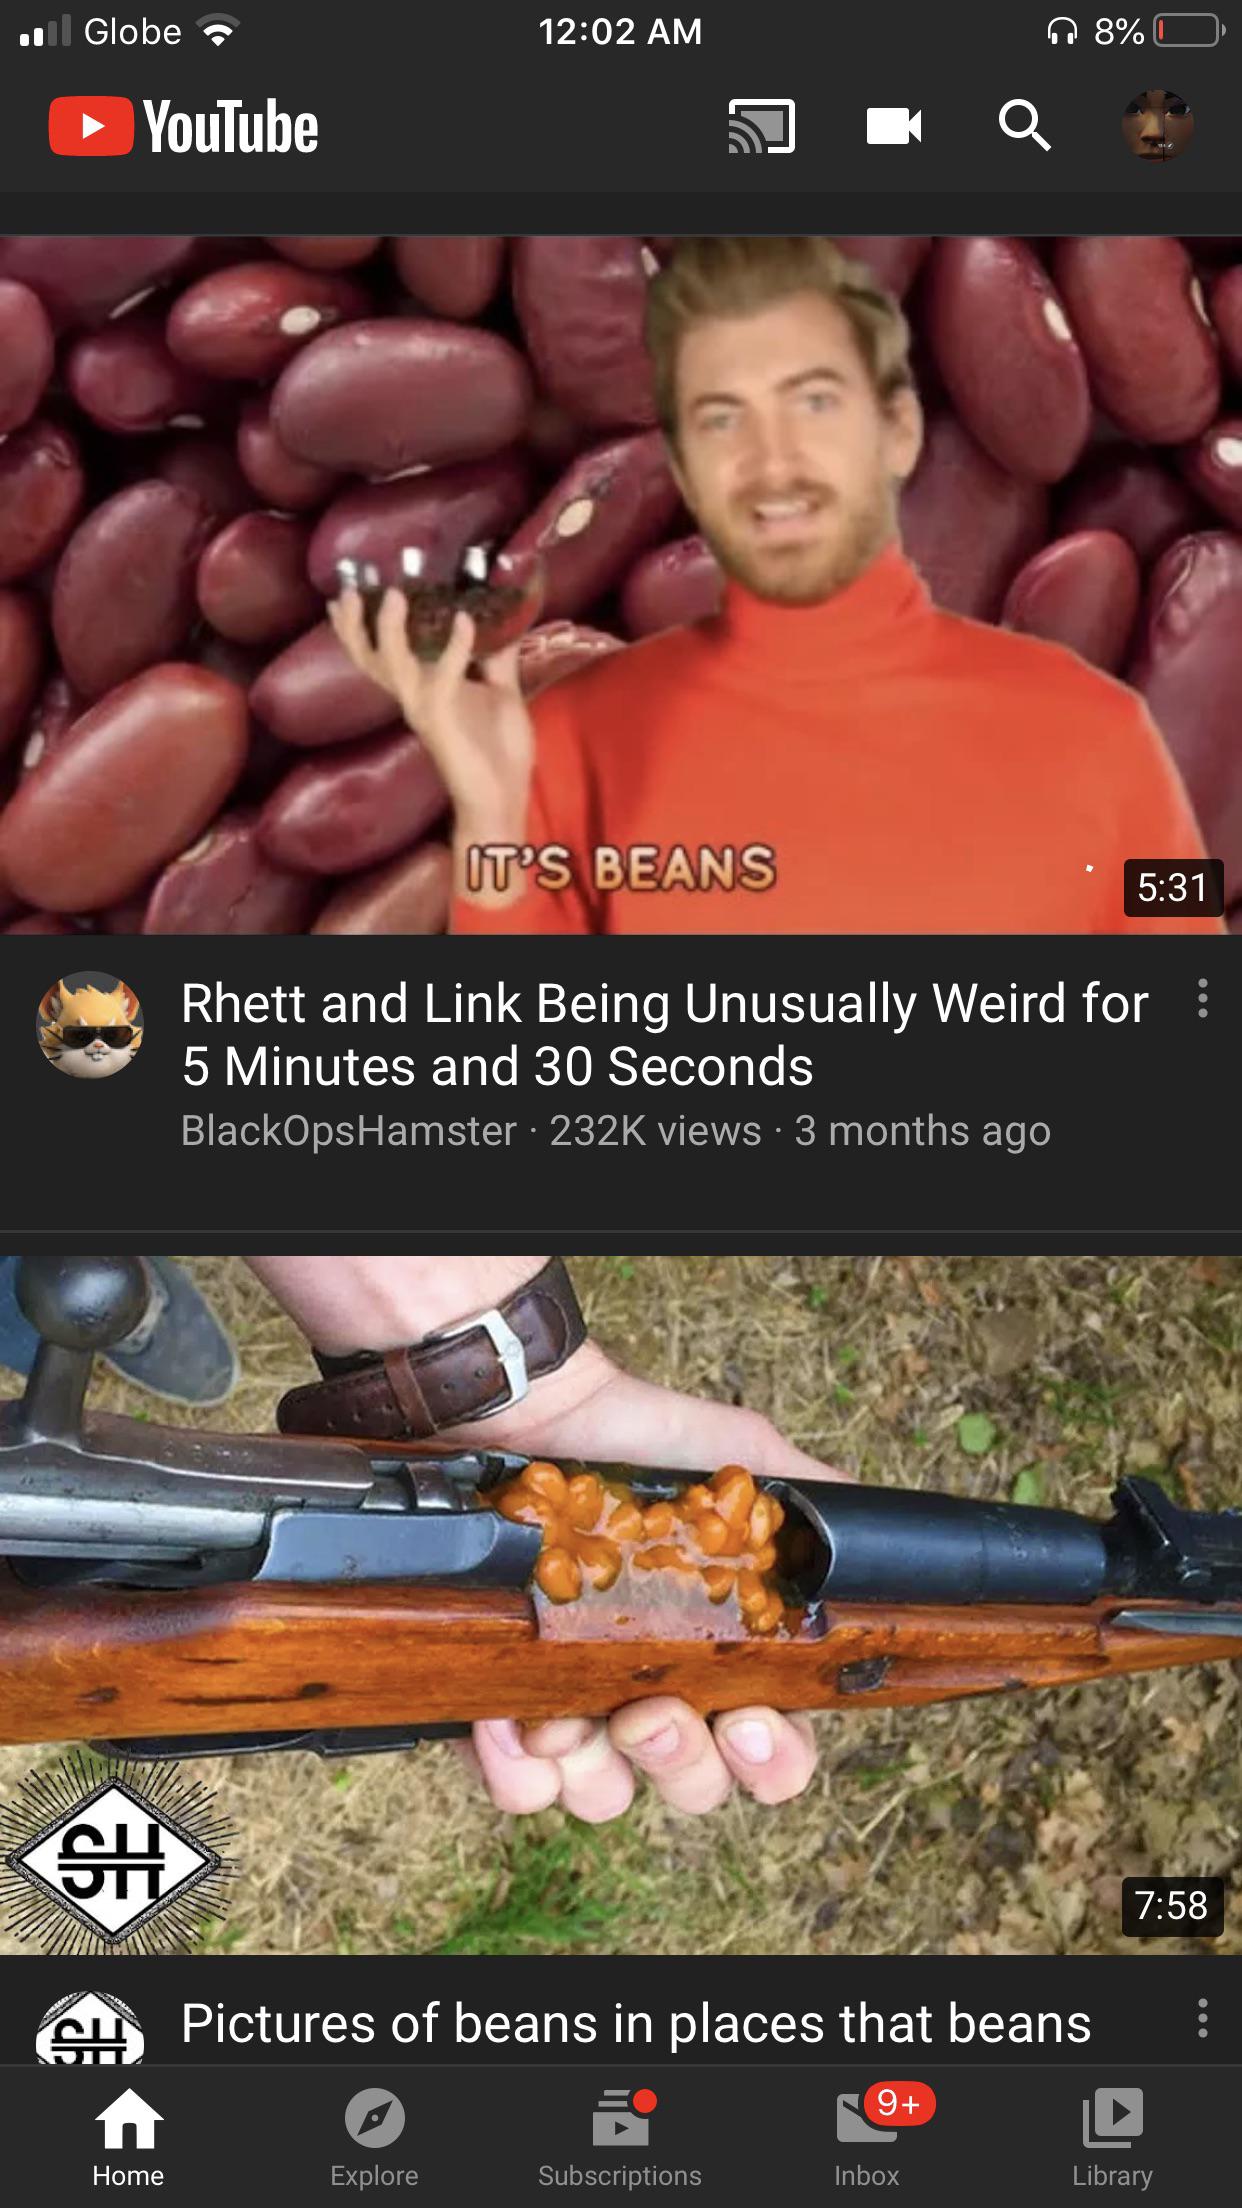 Globe 12:02 AM 8%
YouTube
IT'S BEANS
5:31
Rhett and Link Being Unusually Weird for
5 Minutes and 30 Seconds
BlackOpsHamster · 232K views · 3 months ago
SH
7:58
SH
Pictures of beans in places that beans
9+
Home Explore Subscriptions Inbox Library